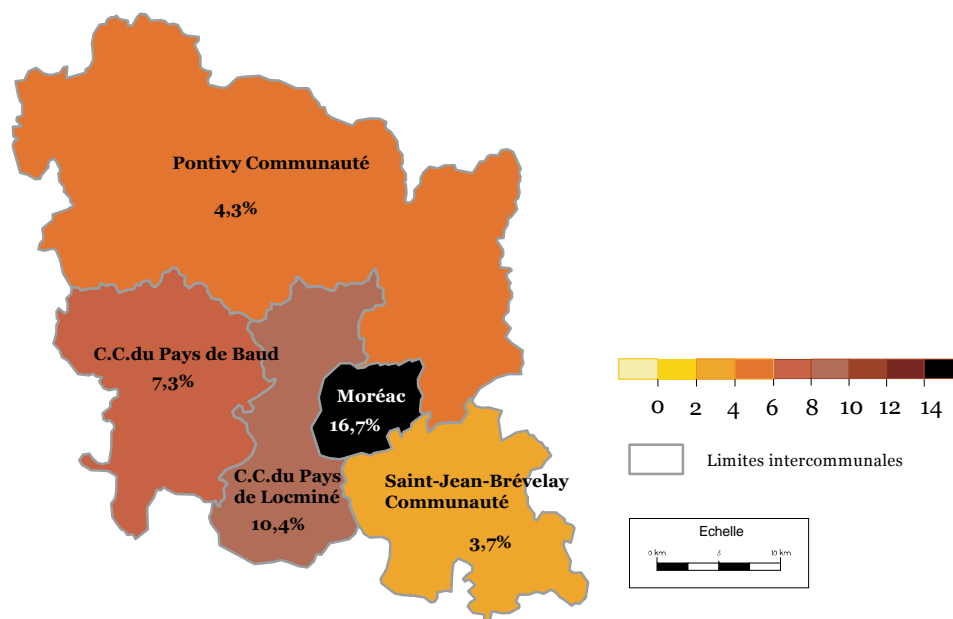 Pontivy Communauté
4,3%
C.C.du Pays de Baud
7,3%
Moréac
16,7%
C.C.du Pays
de Locminé
10,4%
Saint-Jean-Brévelay
Communauté
3,7%
0 2 4 6 8 10 12 14
Limites intercommunales
Echelle
0 km 5 10 km